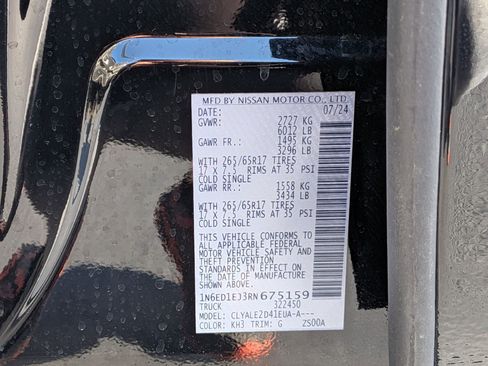 MFD BY NISSAN MOTOR CO., LTD.
DATE: 07/24
GVWR: 2727 KG
6012 LB
GAWR FR.: 1495 KG
3296 LB
WITH 265/65R17 TIRES
17 X 7.5 RIMS AT 35 PSI
COLD SINGLE
GAWR RR.: 1558 KG
3434 LB
WITH 265/65R17 TIRES
17 X 7.5 RIMS AT 35 PSI
COLD SINGLE
THIS VEHICLE CONFORMS TO
ALL APPLICABLE FEDERAL
MOTOR VEHICLE SAFETY AND
THEFT PREVENTION
STANDARDS IN EFFECT ON
THE DATE OF MANUFACTURE
SHOWN ABOVE.
1N6ED1EJ3RN675159
TRUCK 322450
MODEL: CLYALE2D41EUA-A---
COLOR: KH3 TRIM: G ZS00A